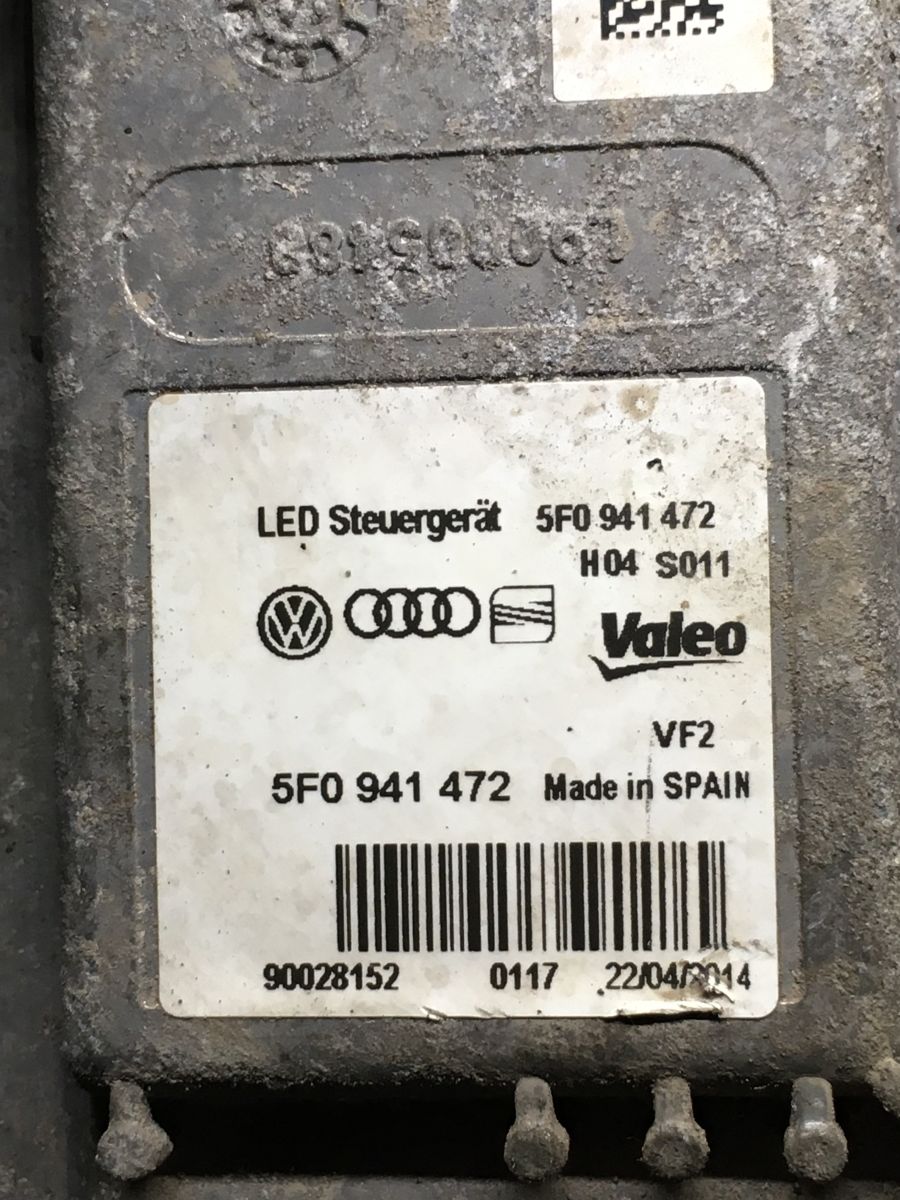 LED Steuergerät 5F0 941 472
H04 S011
Valeo
VF2
5F0 941 472 Made in SPAIN
90028152 0117 22/04/2014